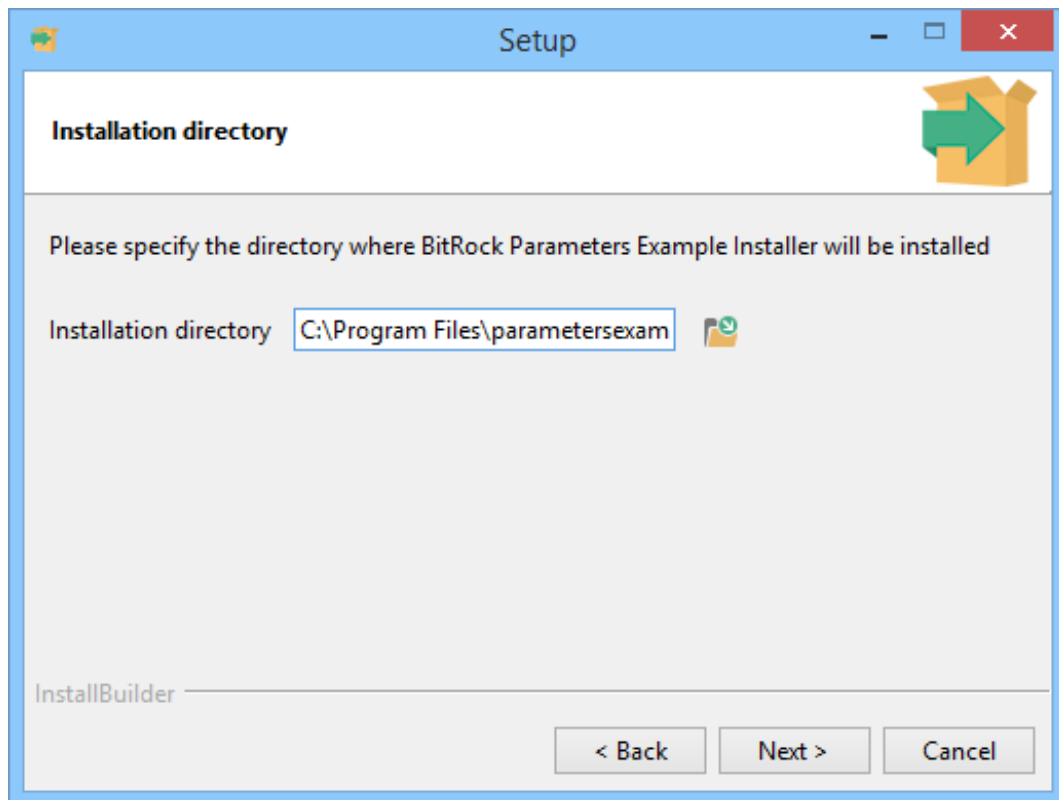 Setup
Installation directory
Please specify the directory where BitRock Parameters Example Installer will be installed
Installation directory C:\Program Files\parametersexam
InstallBuilder
< Back Next > Cancel